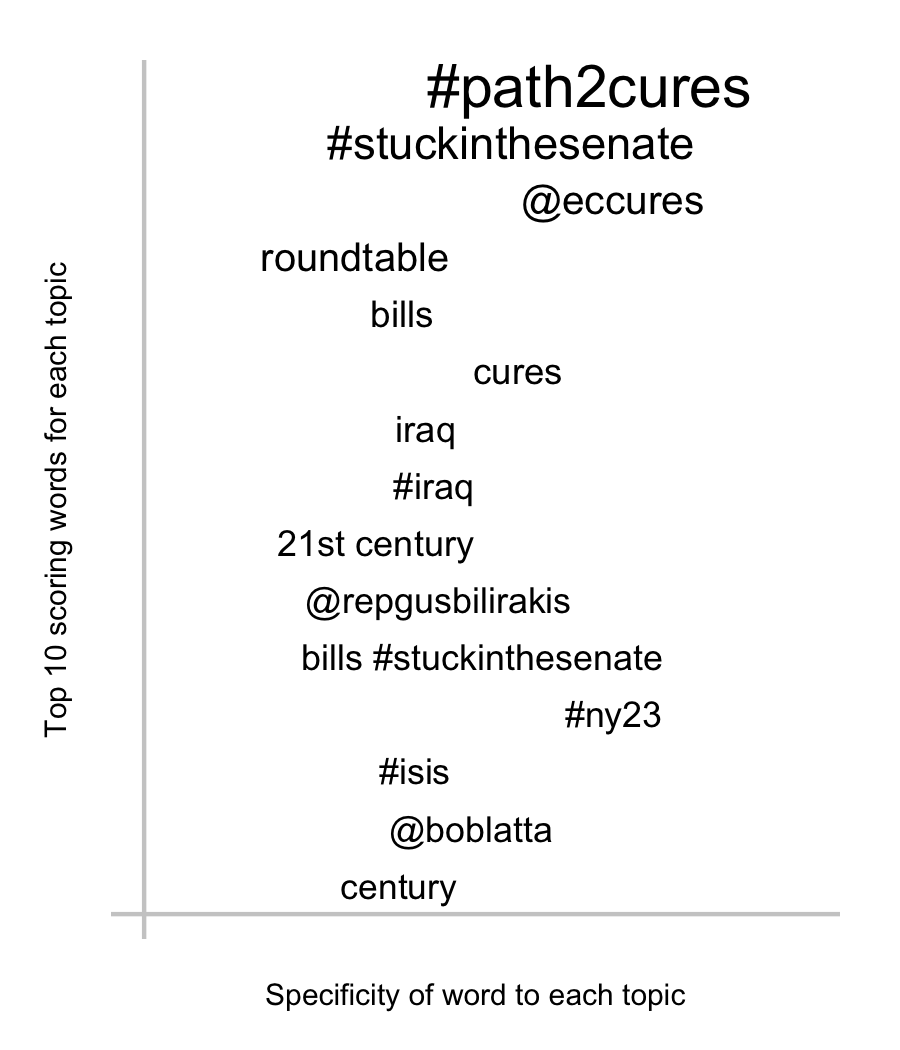 #path2cures
#stuckinthesenate
@eccures
roundtable
bills
cures
iraq
#iraq
21st century
@repgusbilirakis
bills #stuckinthesenate
#ny23
#isis
@boblatta
century
Top 10 scoring words for each topic
Specificity of word to each topic